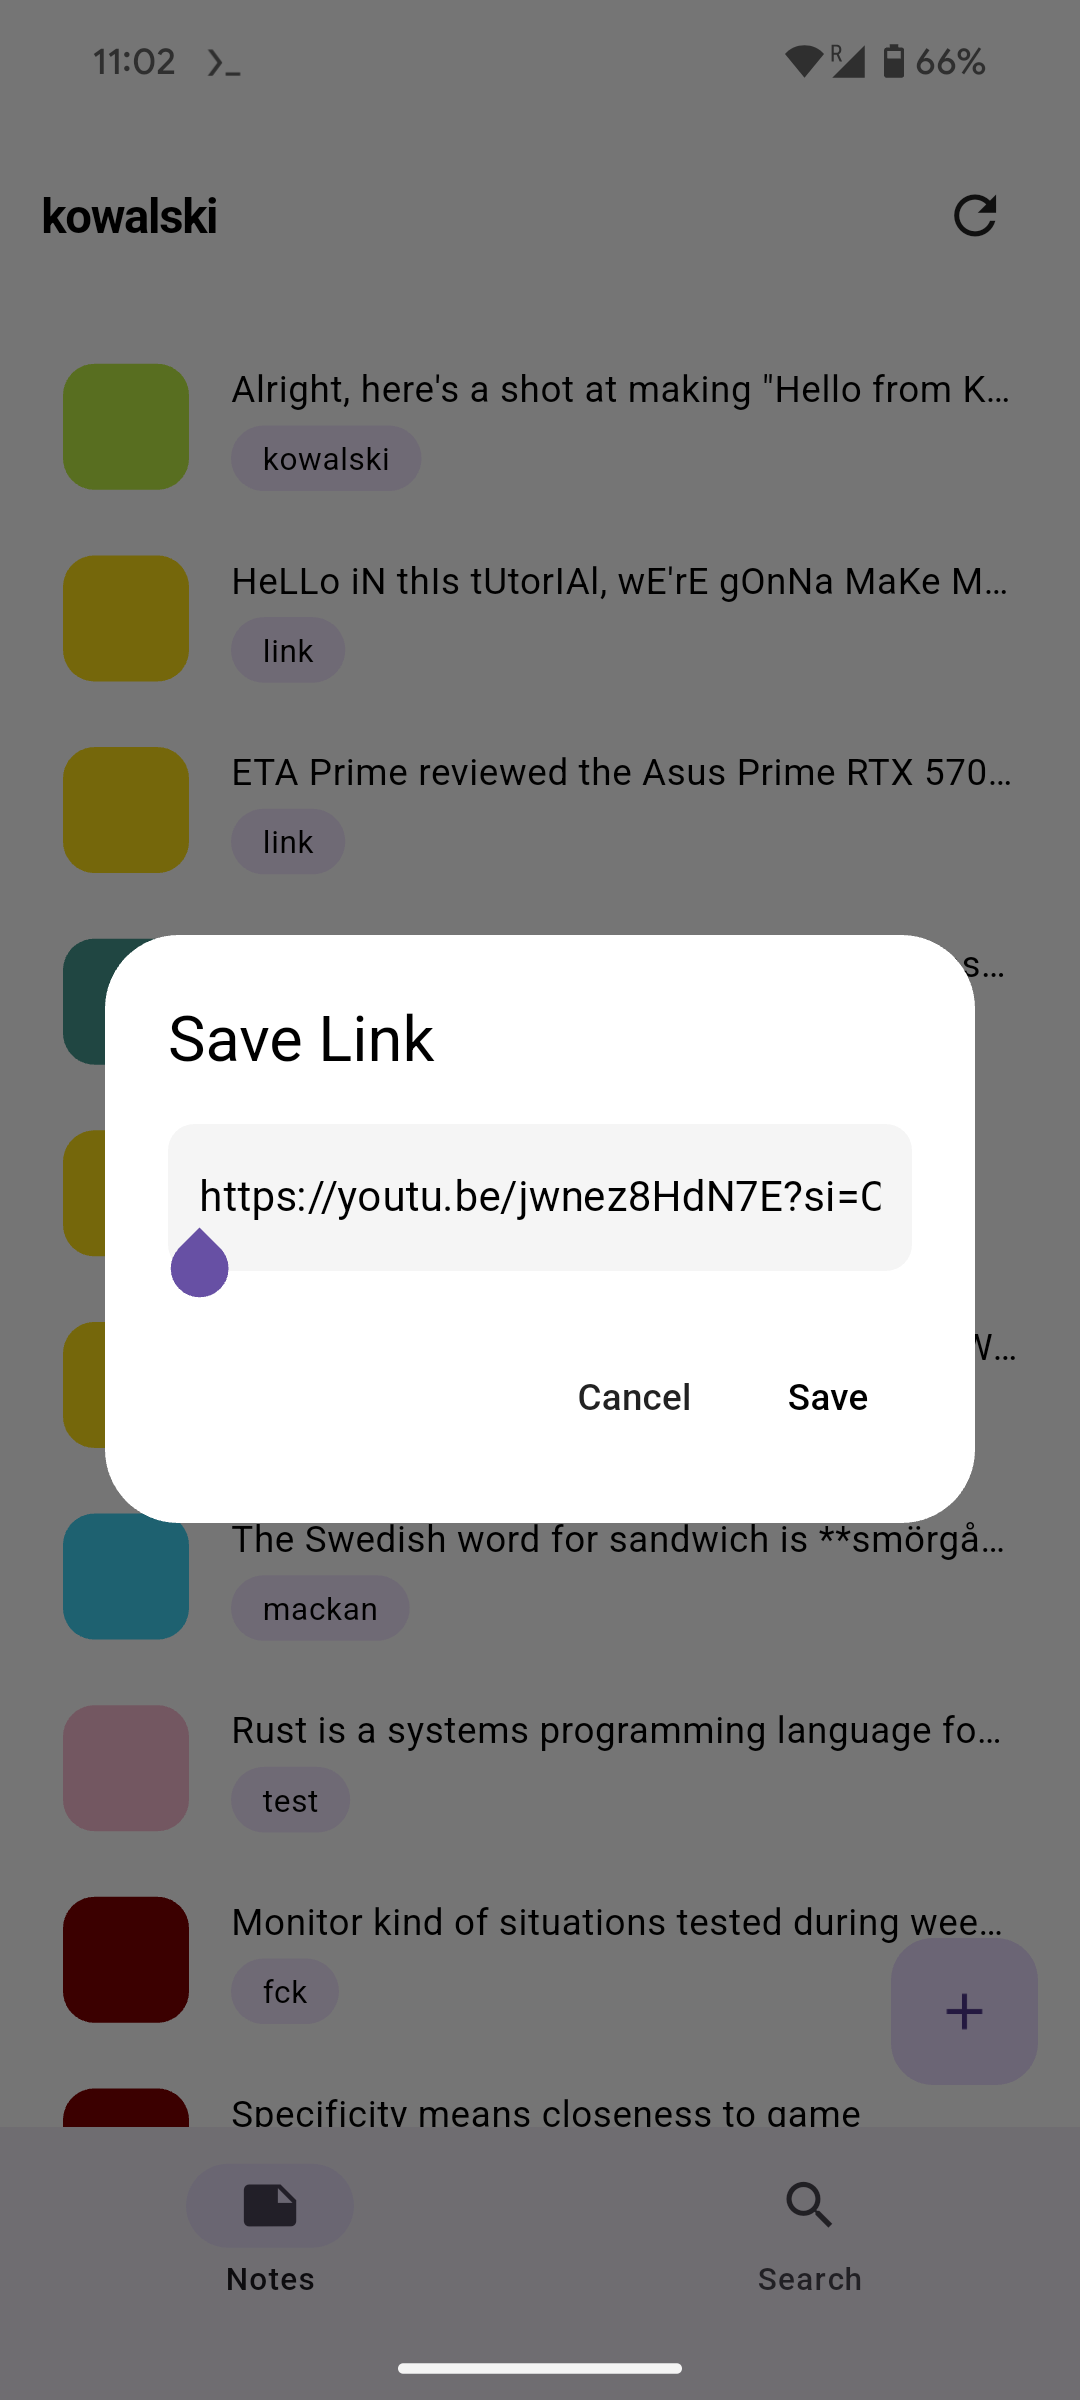 11:02
R
66%
kowalski
Alright, here's a shot at making "Hello from K…
kowalski
HeLLo iN thIs tUtorIAl, wE'rE gOnNa MaKe M…
link
ETA Prime reviewed the Asus Prime RTX 570…
link
s…
Save Link
https://youtu.be/jwnez8HdN7E?si=
W…
Cancel
Save
The Swedish word for sandwich is **smörgå…
mackan
Rust is a systems programming language fo…
test
Monitor kind of situations tested during wee…
fck
Specificity means closeness to game
Notes
Search